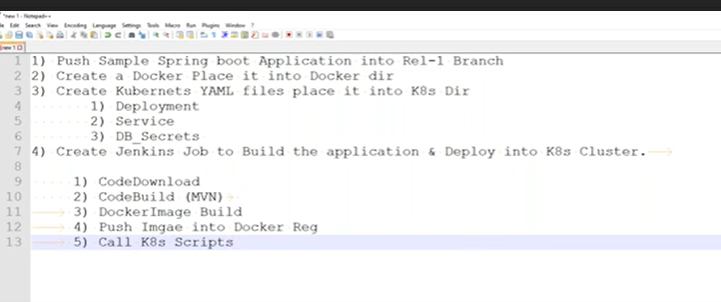 *new 1 - Notepad++
File Edit Search View Encoding Language Settings Tools Macro Run Plugins Window ?
new 1
1 1) Push Sample Spring boot Application into Rel-1 Branch
2 2) Create a Docker Place it into Docker dir
3 3) Create Kubernets YAML files place it into K8s Dir
4 1) Deployment
5 2) Service
6 3) DB_Secrets
7 4) Create Jenkins Job to Build the application & Deploy into K8s Cluster.
8
9 1) CodeDownload
10 2) CodeBuild (MVN)
11 3) DockerImage Build
12 4) Push Imgae into Docker Reg
13 5) Call K8s Scripts